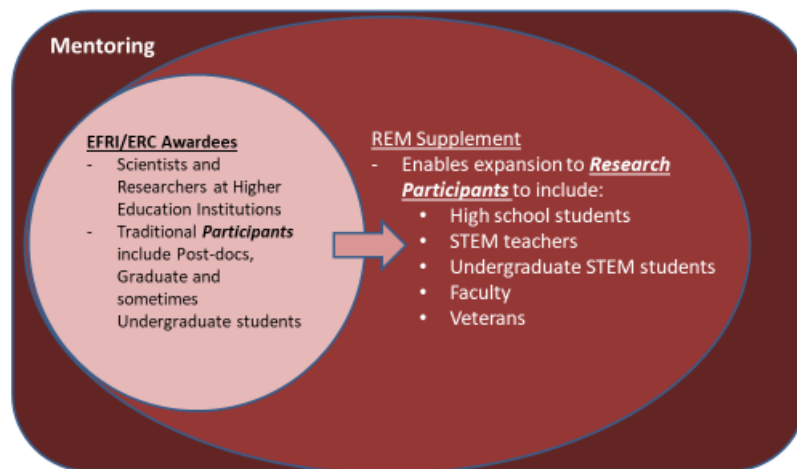 Mentoring
EFRI/ERC Awardees
- Scientists and
Researchers at Higher
Education Institutions
- Traditional Participants
include Post-docs,
Graduate and
sometimes
Undergraduate students
REM Supplement
- Enables expansion to Research
Participants to include:
• High school students
• STEM teachers
• Undergraduate STEM students
• Faculty
• Veterans